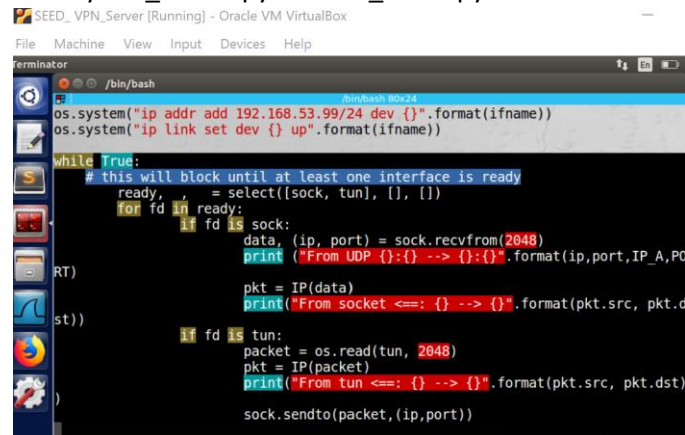 SEED_ VPN_Server [Running] - Oracle VM VirtualBox
File Machine View Input Devices Help
Terminator
En
/bin/bash
/bin/bash 80x24
os.system("ip addr add 192.168.53.99/24 dev {}".format(ifname))
os.system("ip link set dev {} up".format(ifname))
while True:
# this will block until at least one interface is ready
ready, , = select([sock, tun], [], [])
for fd in ready:
if fd is sock:
data, (ip, port) = sock.recvfrom(2048)
print ("From UDP {}:{} --> {}:{}".format(ip,port,IP_A,PO
RT)
pkt = IP(data)
print("From socket <==: {} --> {}".format(pkt.src, pkt.d
st))
if fd is tun:
packet = os.read(tun, 2048)
pkt = IP(packet)
print("From tun <==: {} --> {}".format(pkt.src, pkt.dst)
)
sock.sendto(packet,(ip,port))